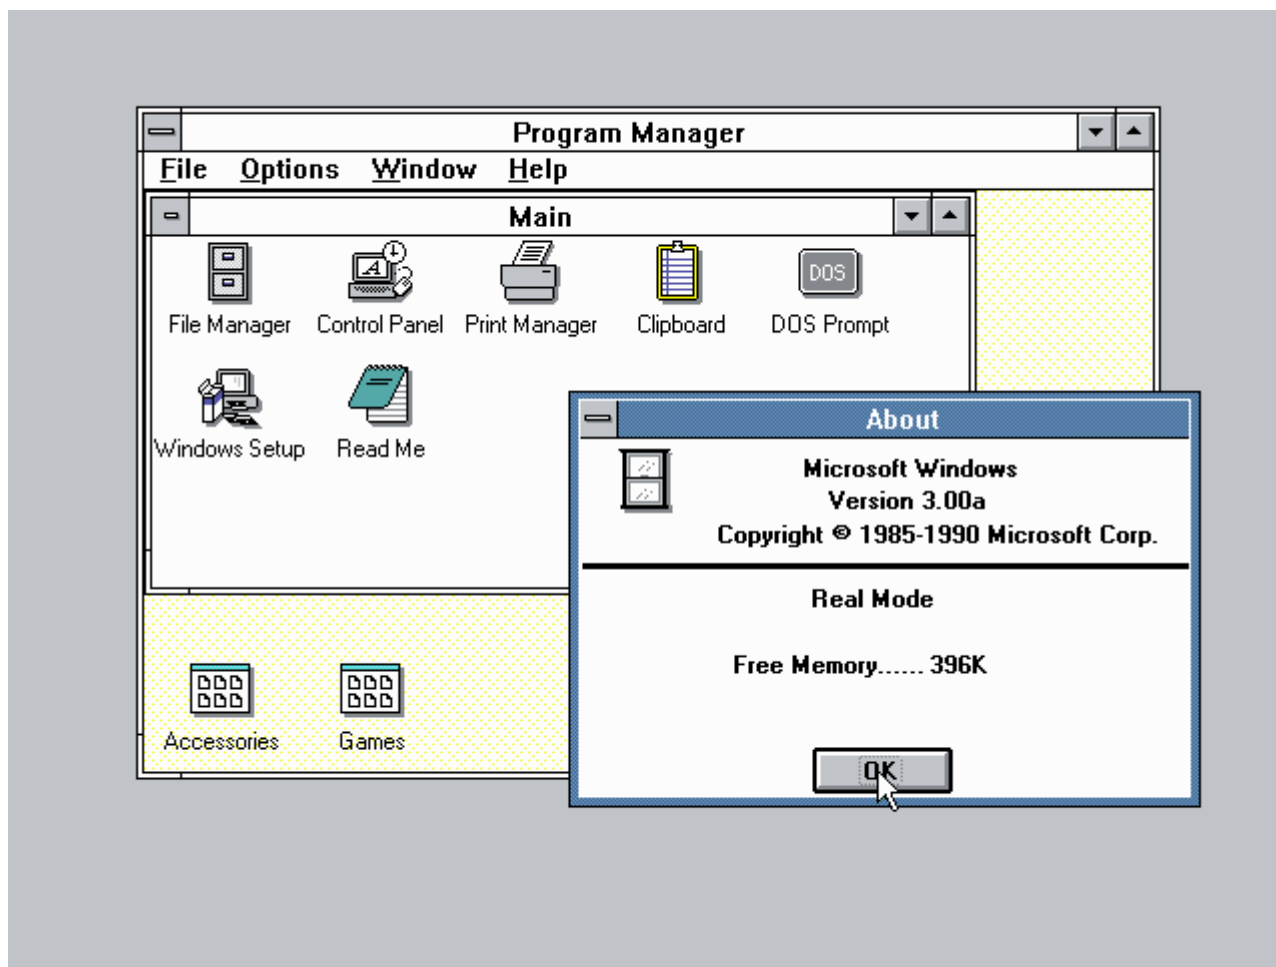 Program Manager
File Options Window Help
Main
DOS
File Manager Control Panel Print Manager Clipboard DOS Prompt
Windows Setup Read Me
About
Microsoft Windows
Version 3.00a
Copyright © 1985-1990 Microsoft Corp.
Real Mode
Free Memory...... 396K
Accessories Games
OK